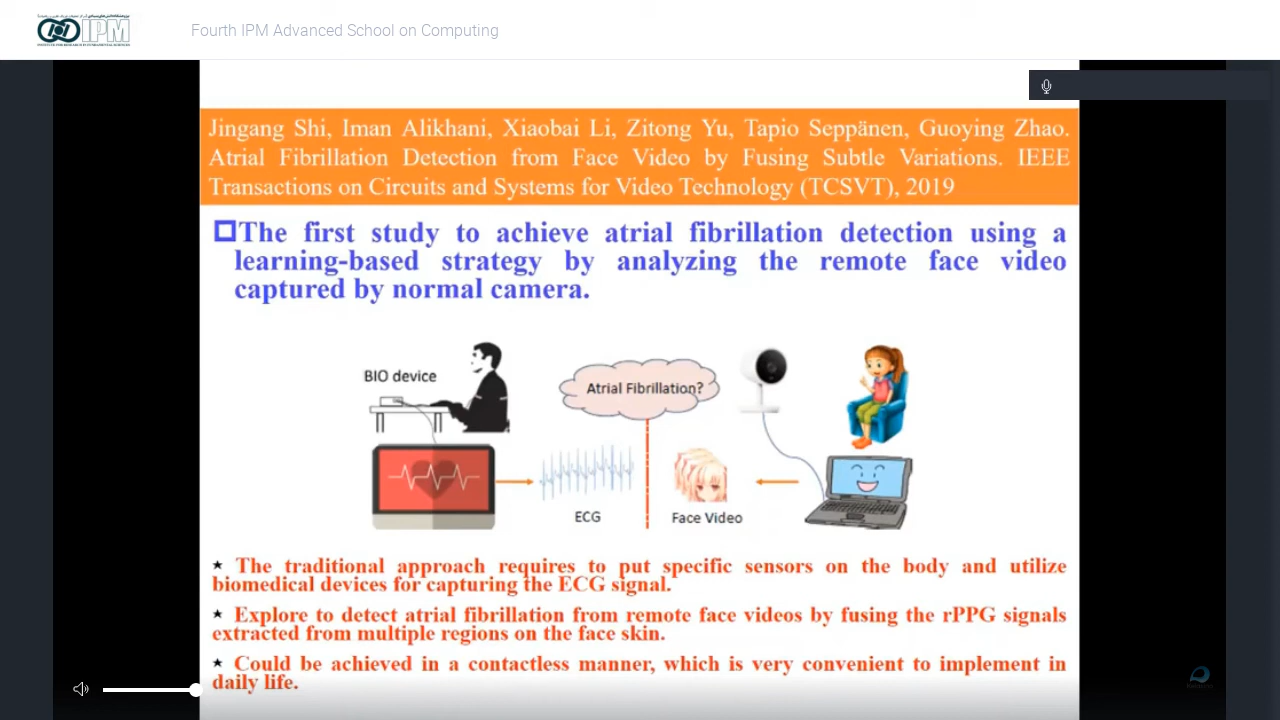 IPM
INSTITUTE FOR RESEARCH IN FUNDAMENTAL SCIENCES
Fourth IPM Advanced School on Computing
Jingang Shi, Iman Alikhani, Xiaobai Li, Zitong Yu, Tapio Seppänen, Guoying Zhao.
Atrial Fibrillation Detection from Face Video by Fusing Subtle Variations. IEEE
Transactions on Circuits and Systems for Video Technology (TCSVT), 2019
The first study to achieve atrial fibrillation detection using a
learning-based strategy by analyzing the remote face video
captured by normal camera.
BIO device
Atrial Fibrillation?
ECG
Face Video
★ The traditional approach requires to put specific sensors on the body and utilize
biomedical devices for capturing the ECG signal.
★ Explore to detect atrial fibrillation from remote face videos by fusing the rPPG signals
extracted from multiple regions on the face skin.
★ Could be achieved in a contactless manner, which is very convenient to implement in
daily life.